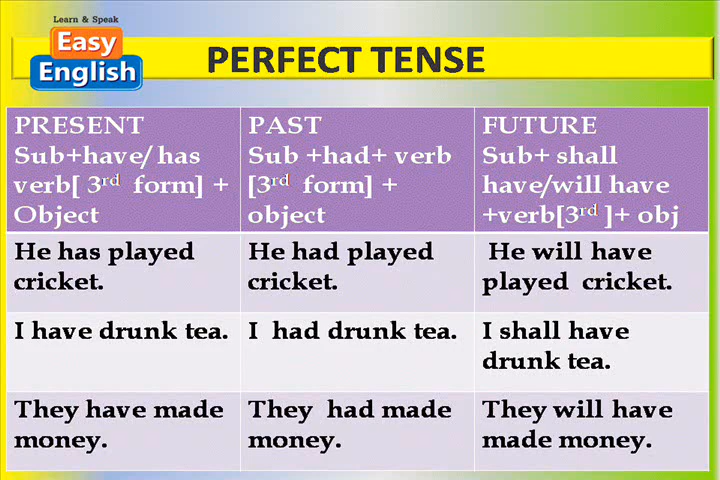 Learn & Speak
Easy
English
PERFECT TENSE
PRESENT
Sub+have/ has
verb[ 3rd form] +
Object
PAST
Sub +had+ verb
[3rd form] +
object
FUTURE
Sub+ shall
have/will have
+verb[3rd ]+ obj
He has played
cricket.
He had played
cricket.
He will have
played cricket.
I have drunk tea.
I had drunk tea.
I shall have
drunk tea.
They have made
money.
They had made
money.
They will have
made money.